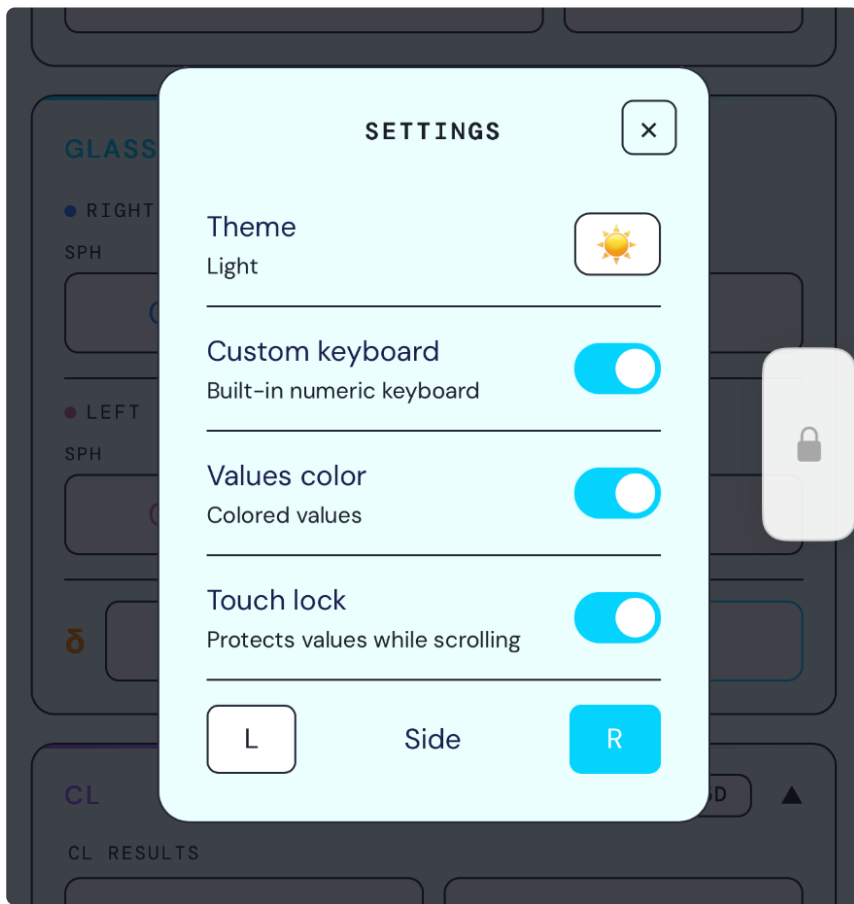 SETTINGS
×
GLASS
RIGHT
SPH
LEFT
SPH
δ
Theme
Light
Custom keyboard
Built-in numeric keyboard
Values color
Colored values
Touch lock
Protects values while scrolling
L Side R
CL
D
CL RESULTS